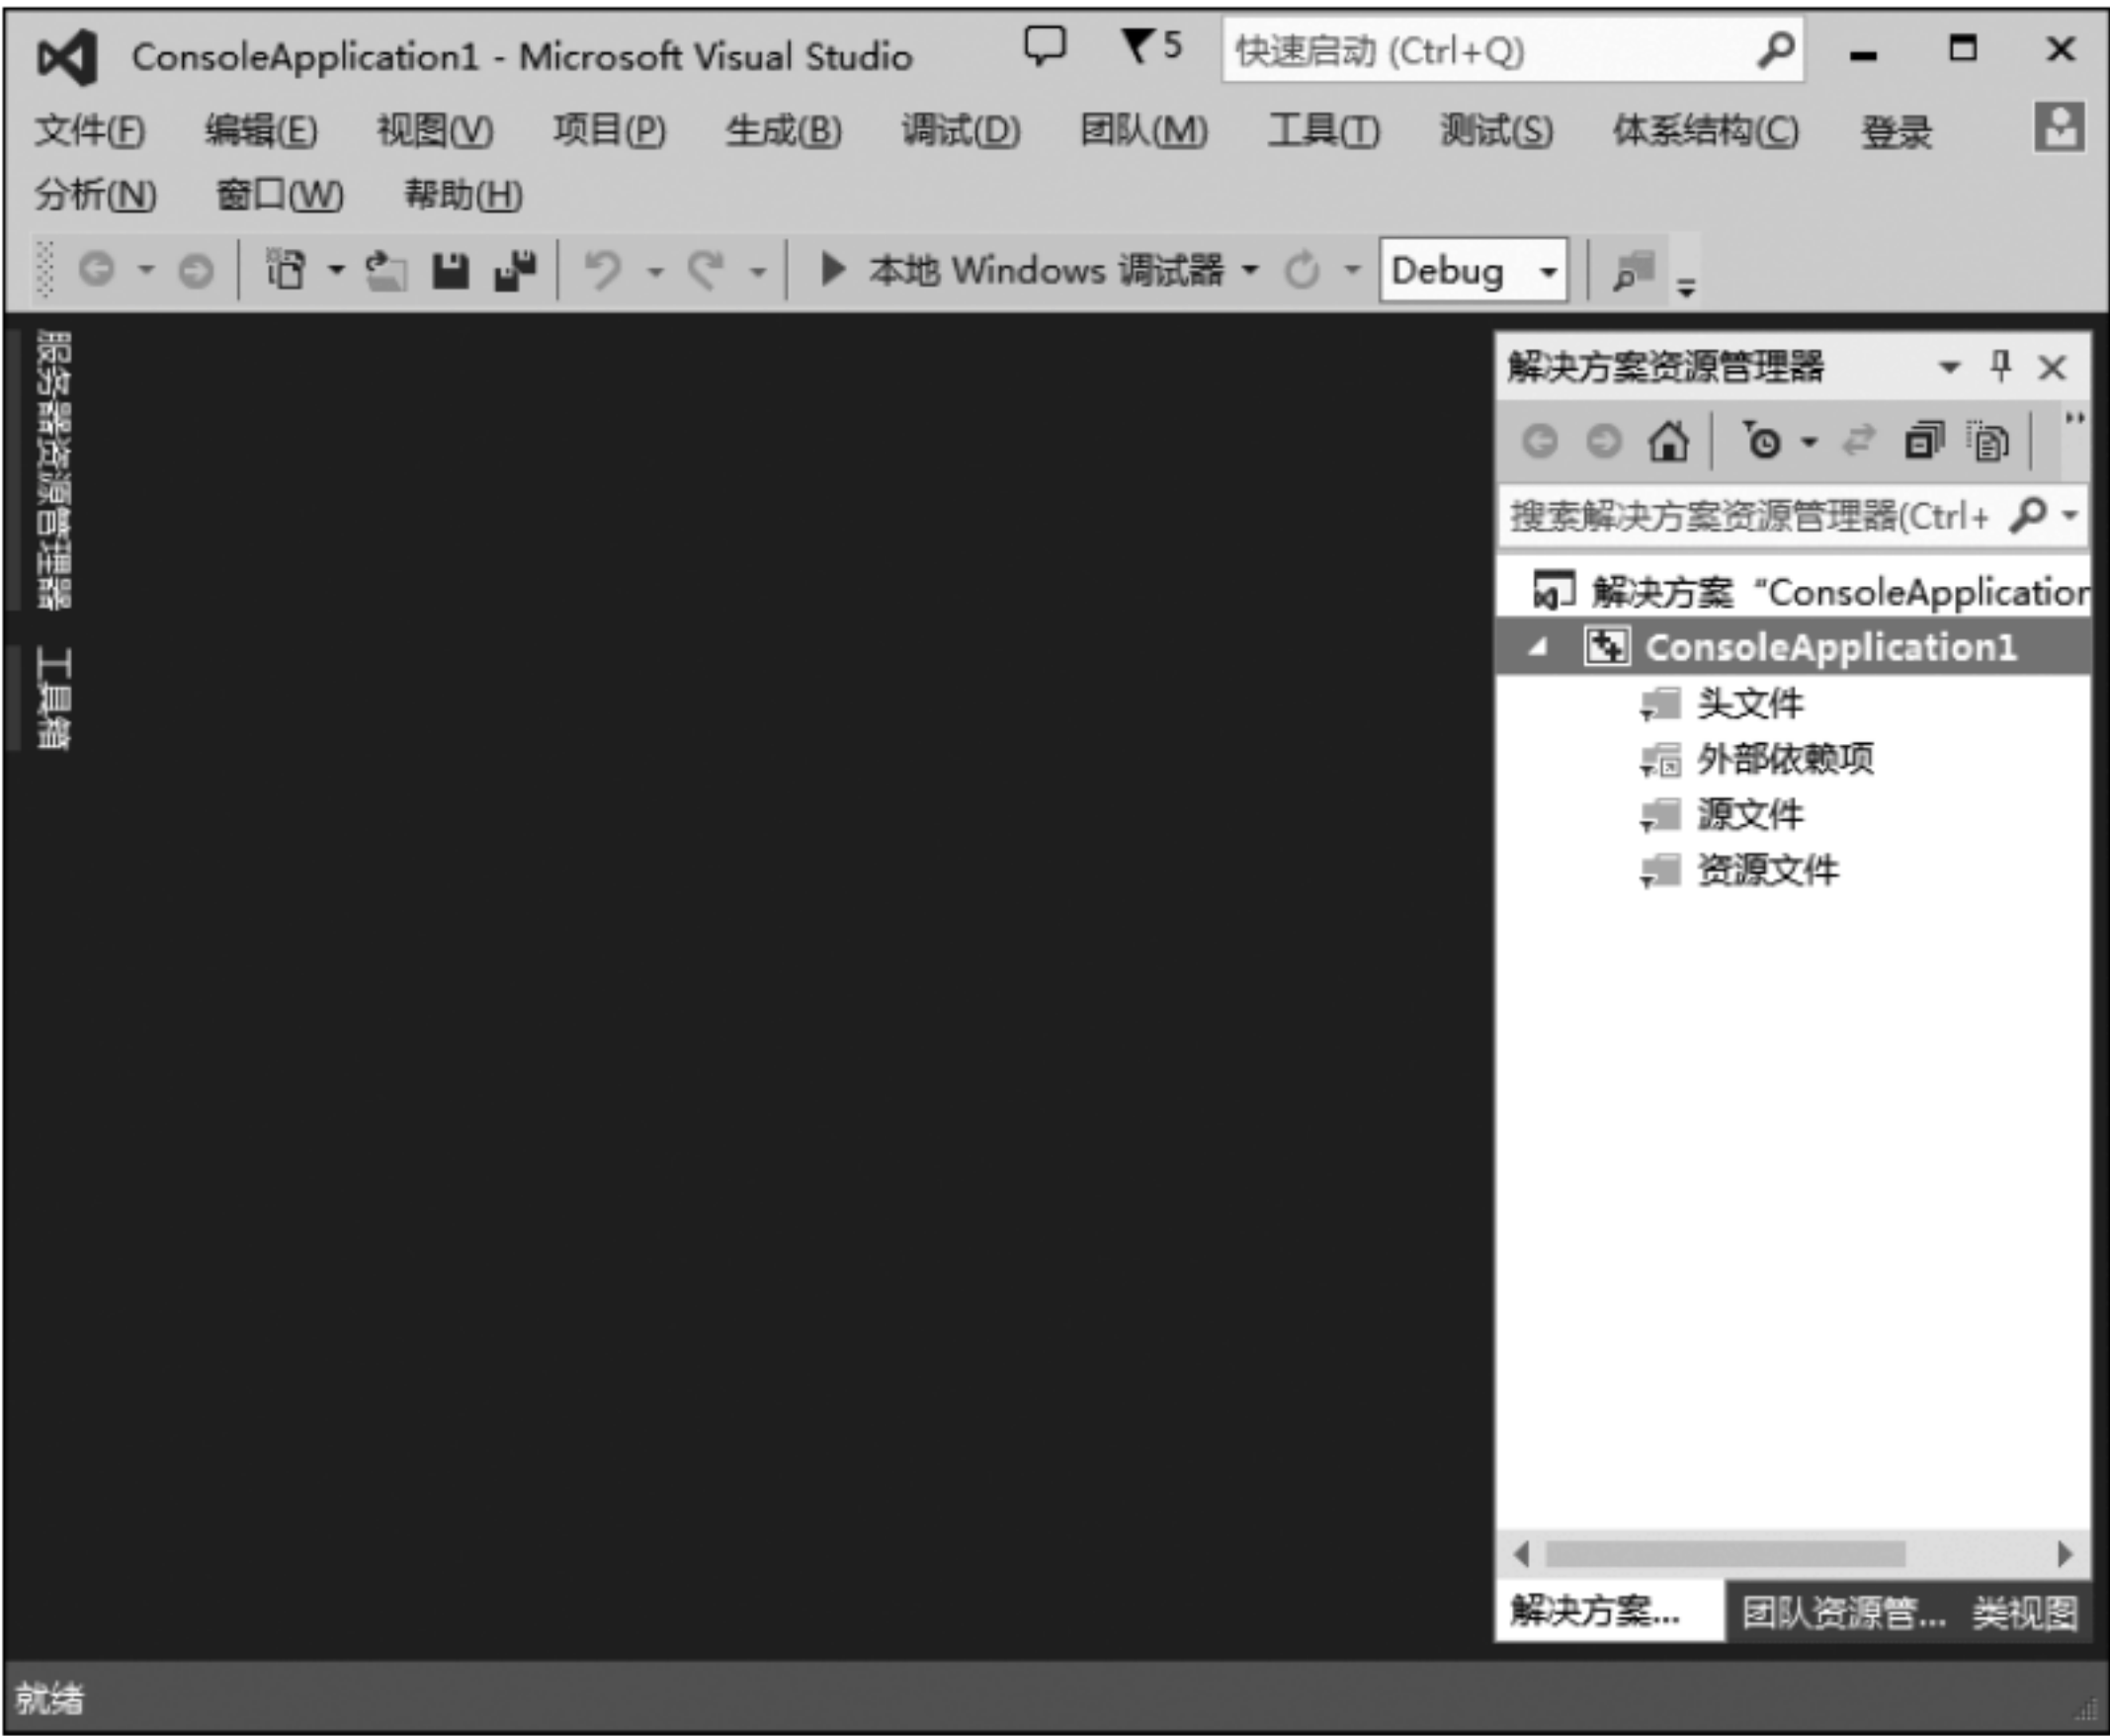 ConsoleApplication1 - Microsoft Visual Studio 5 快速启动 (Ctrl+Q)
文件(F) 编辑(E) 视图(V) 项目(P) 生成(B) 调试(D) 团队(M) 工具(T) 测试(S) 体系结构(C) 登录
分析(N) 窗口(W) 帮助(H)
本地 Windows 调试器 Debug
服务器资源管理器
工具箱
解决方案资源管理器
搜索解决方案资源管理器(Ctrl+
解决方案 “ConsoleApplication
ConsoleApplication1
头文件
外部依赖项
源文件
资源文件
解决方案... 团队资源管... 类视图
就绪